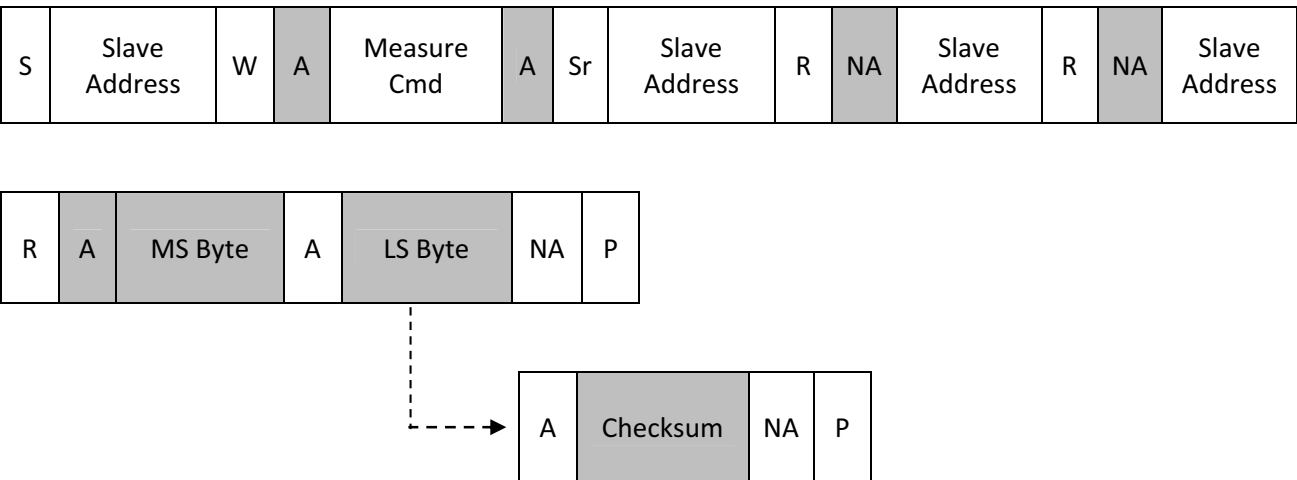 S Slave Address W A Measure Cmd A Sr Slave Address R NA Slave Address R NA Slave Address
R A MS Byte A LS Byte NA P
A Checksum NA P